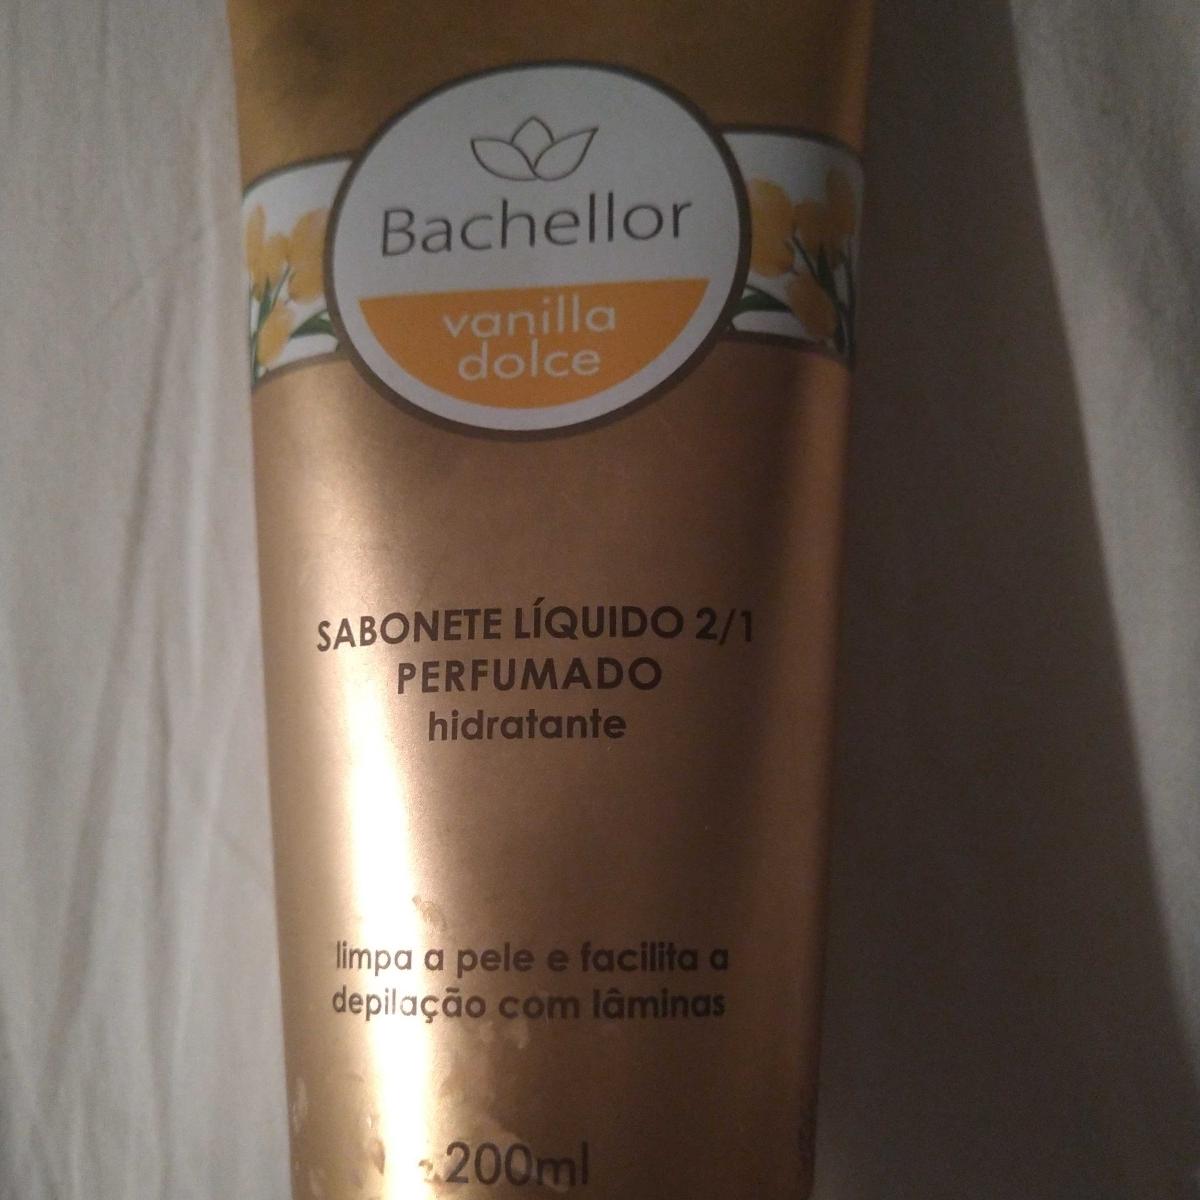 Bachellor
vanilla
dolce
SABONETE LÍQUIDO 2/1
PERFUMADO
hidratante
limpa a pele e facilita a
depilação com lâminas
200ml